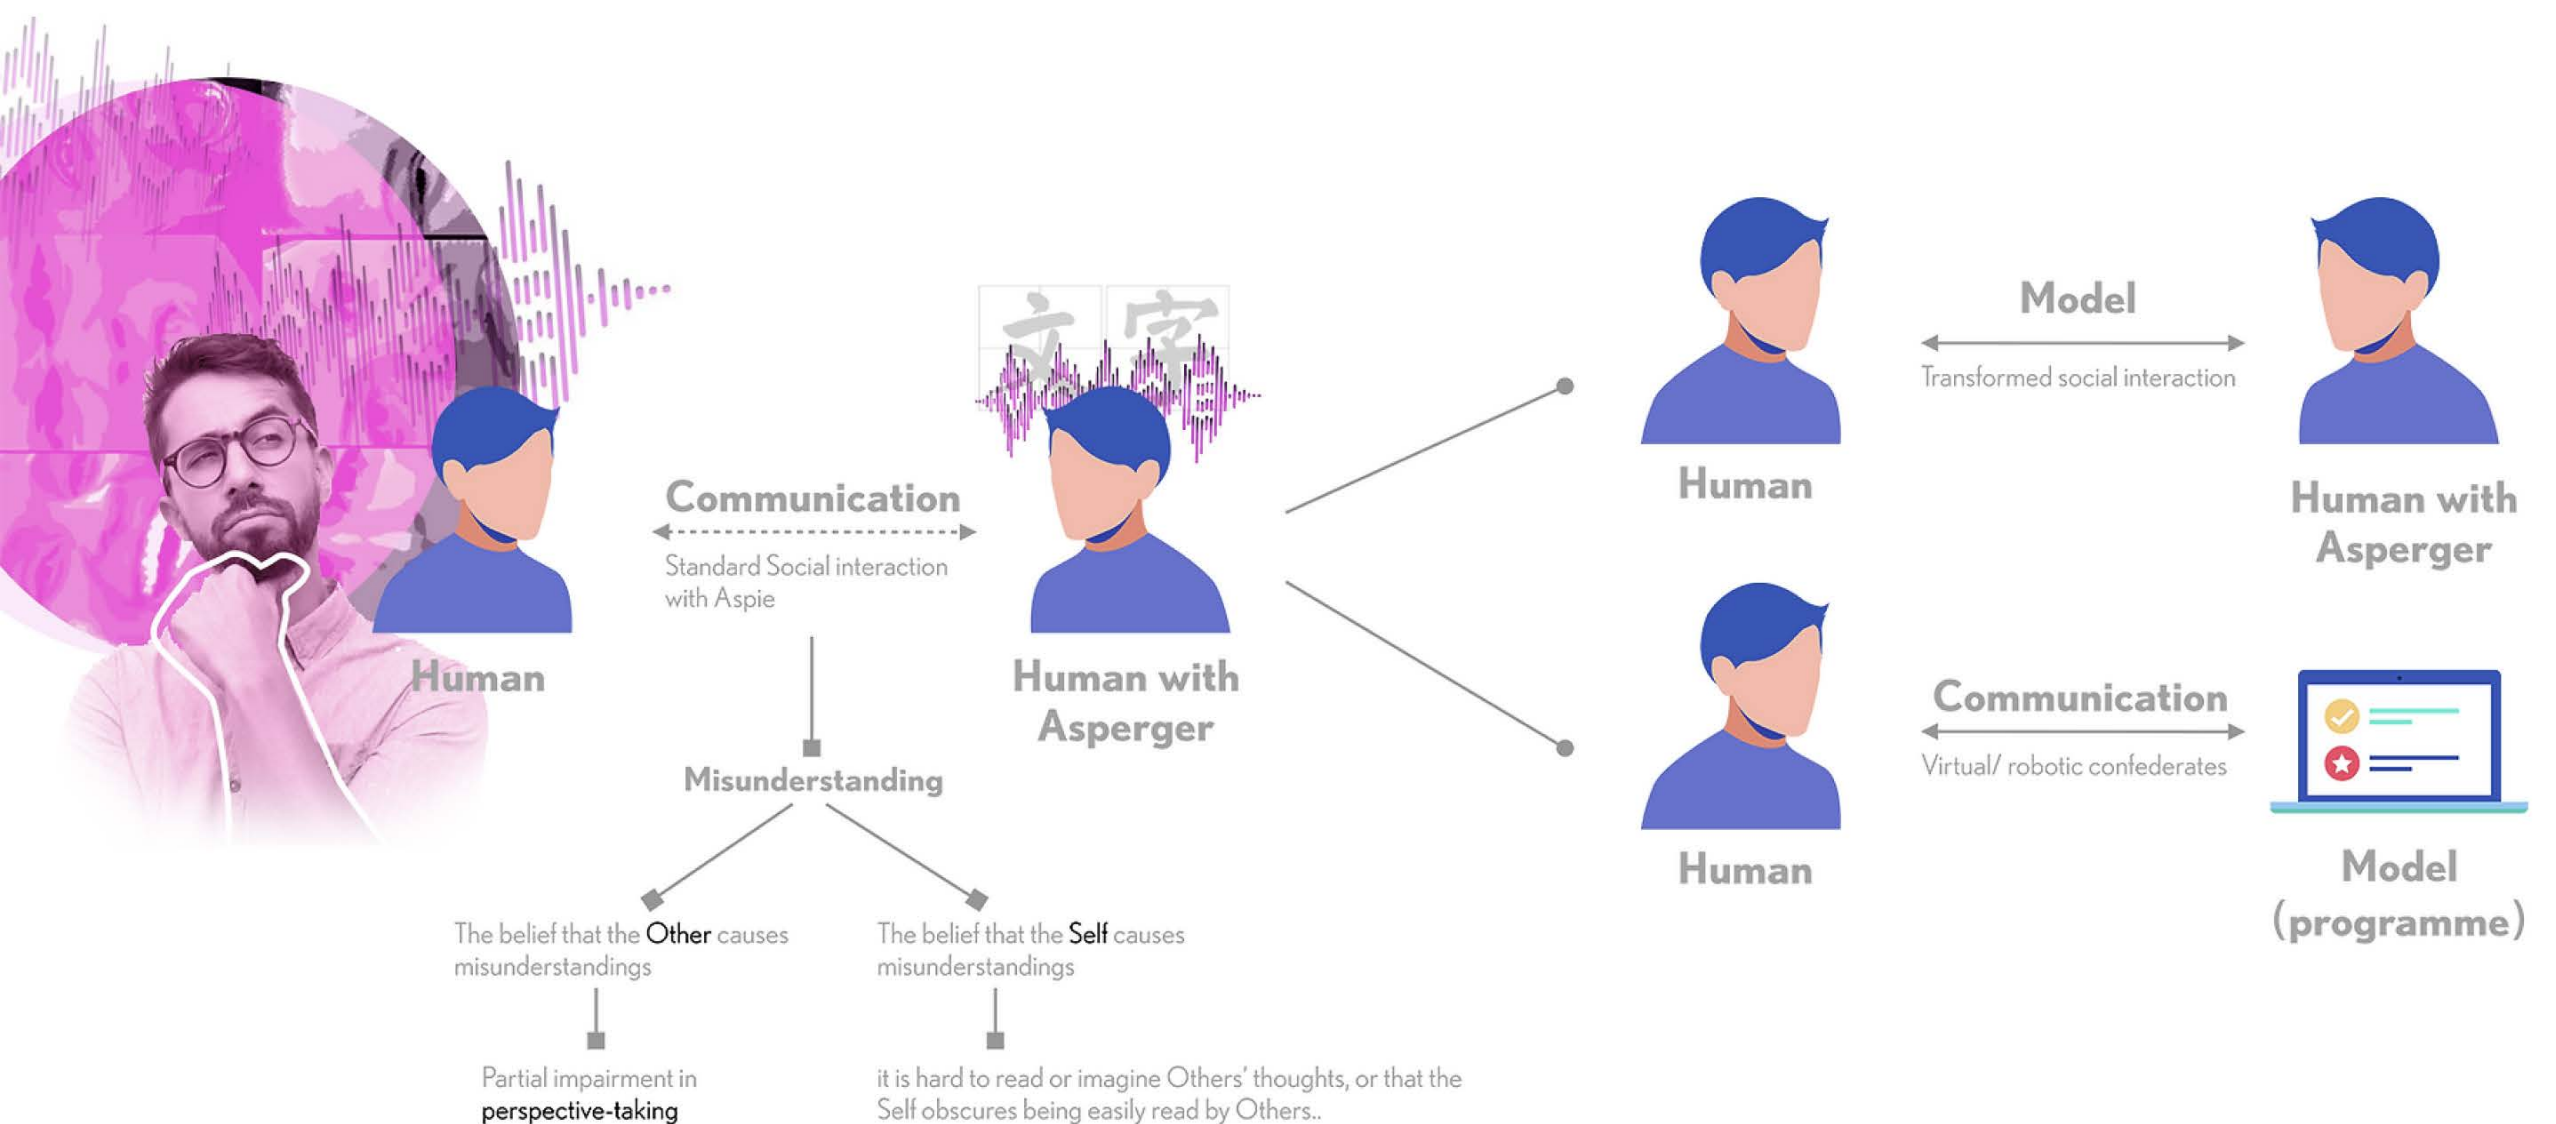 文字
Communication
Standard Social interaction
with Aspie
Human
Human with
Asperger
Misunderstanding
The belief that the Other causes
misunderstandings
Partial impairment in
perspective-taking
The belief that the Self causes
misunderstandings
it is hard to read or imagine Others' thoughts, or that the
Self obscures being easily read by Others..
Model
Transformed social interaction
Human
Human with
Asperger
Communication
Virtual/ robotic confederates
Human
Model
(programme)